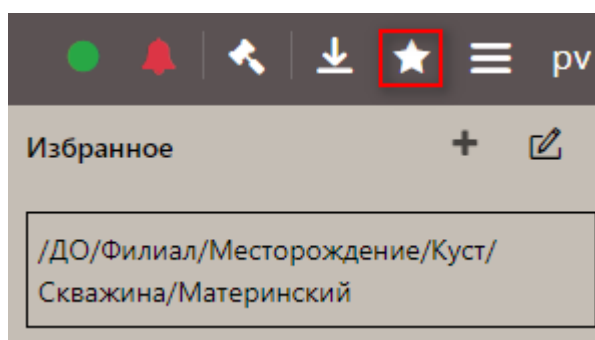 pv
Избранное
/ДО/Филиал/Месторождение/Куст/
Скважина/Материнский